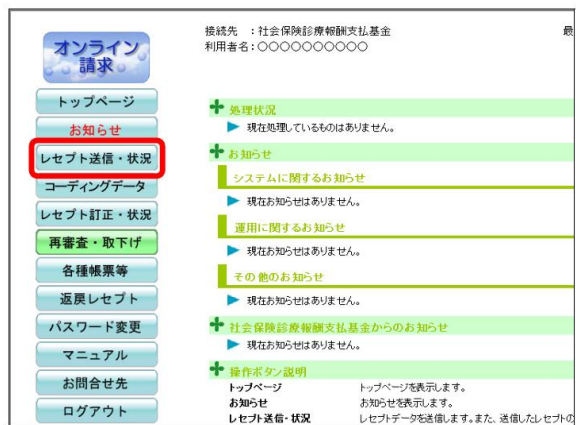 接続先　：社会保険診療報酬支払基金
最
利用者名：○○○○○○○○○○
オンライン
請求
トップページ
お知らせ
レセプト送信・状況
コーディングデータ
レセプト訂正・状況
再審査・取下げ
各種帳票等
返戻レセプト
パスワード変更
マニュアル
お問合せ先
ログアウト
処理状況
現在処理しているものはありません。
お知らせ
システムに関するお知らせ
現在お知らせはありません。
運用に関するお知らせ
現在お知らせはありません。
その他のお知らせ
現在お知らせはありません。
社会保険診療報酬支払基金からのお知らせ
現在お知らせはありません。
操作ボタン説明
トップページ　トップページを表示します。
お知らせ　お知らせを表示します。
レセプト送信・状況　レセプトデータを送信します。また、送信したレセプトの